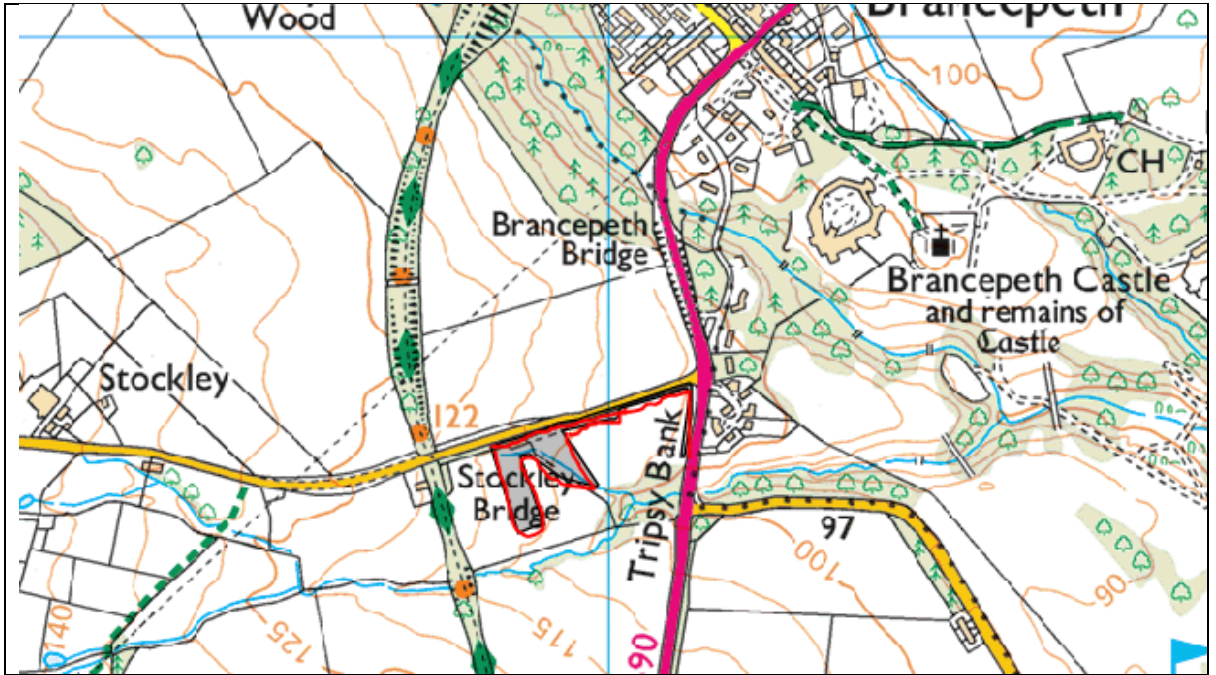 Wood
Brancepeth
100
CH
Brancepeth
Bridge
Brancepeth Castle
and remains of
Castle
Stockley
122
Stockley
Bridge
Tripsy Bank
97
100
90
140
125
115
90